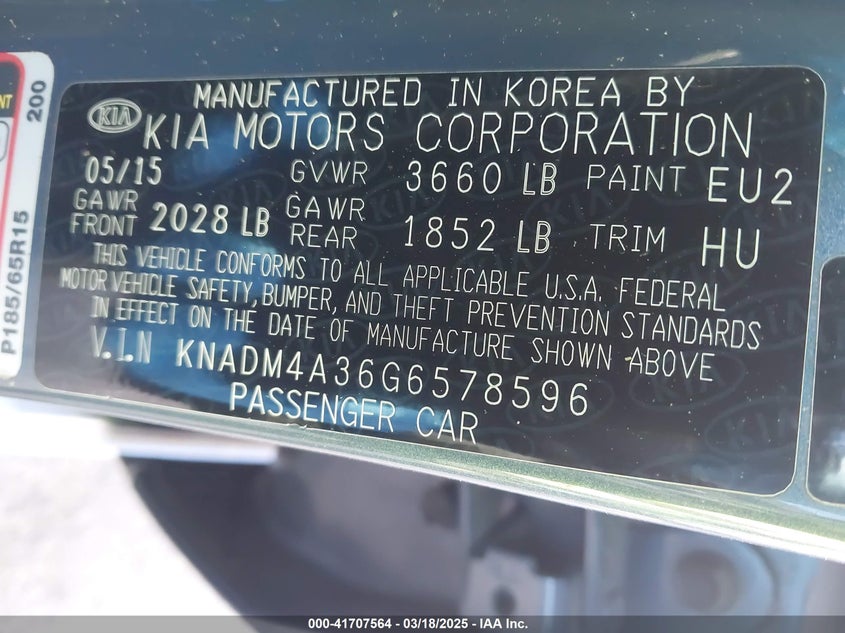 MANUFACTURED IN KOREA BY
KIA KIA MOTORS CORPORATION
05/15 GVWR 3660 LB PAINT EU2
GAWR FRONT 2028 LB GAWR REAR 1852 LB TRIM HU
THIS VEHICLE CONFORMS TO ALL APPLICABLE U.S.A. FEDERAL
MOTOR VEHICLE SAFETY, BUMPER, AND THEFT PREVENTION STANDARDS
IN EFFECT ON THE DATE OF MANUFACTURE SHOWN ABOVE
V.I.N KNADM4A36G6578596
PASSENGER CAR
P185/65R15
200
000-41707564 / 03/18/2025 - IAA Inc.